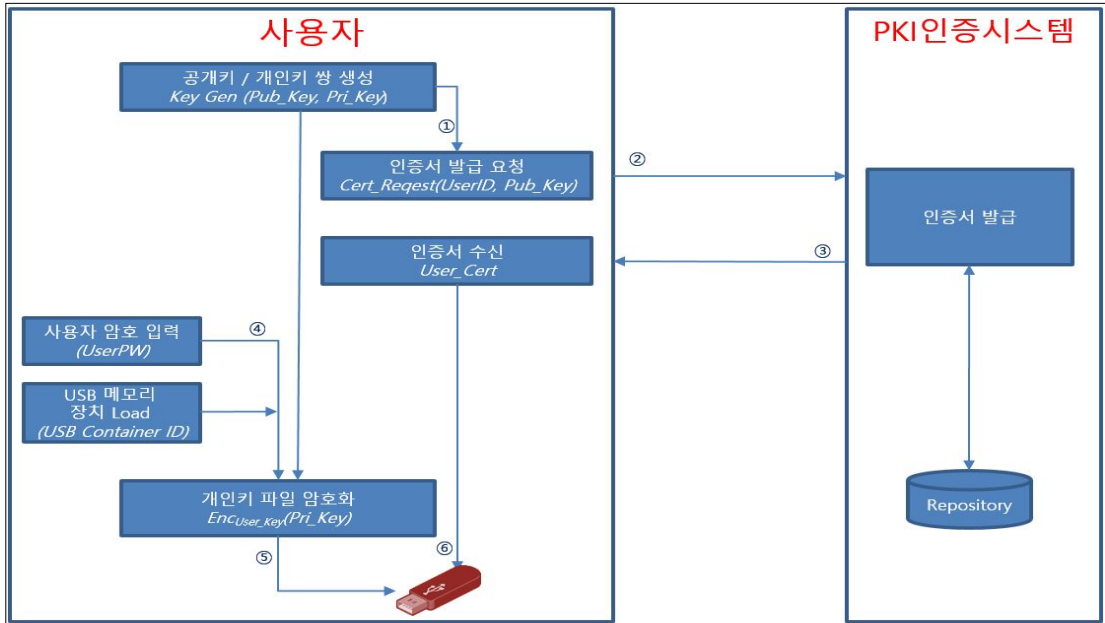 사용자
PKI인증시스템
공개키 / 개인키 쌍 생성
Key Gen (Pub_Key, Pri_Key)
①
인증서 발급 요청
Cert_Reqest(UserID, Pub_Key)
②
인증서 발급
인증서 수신
User_Cert
③
사용자 암호 입력
(UserPW)
④
USB 메모리
장치 Load
(USB Container ID)
개인키 파일 암호화
EncUser_Key(Pri_Key)
Repository
⑤
⑥